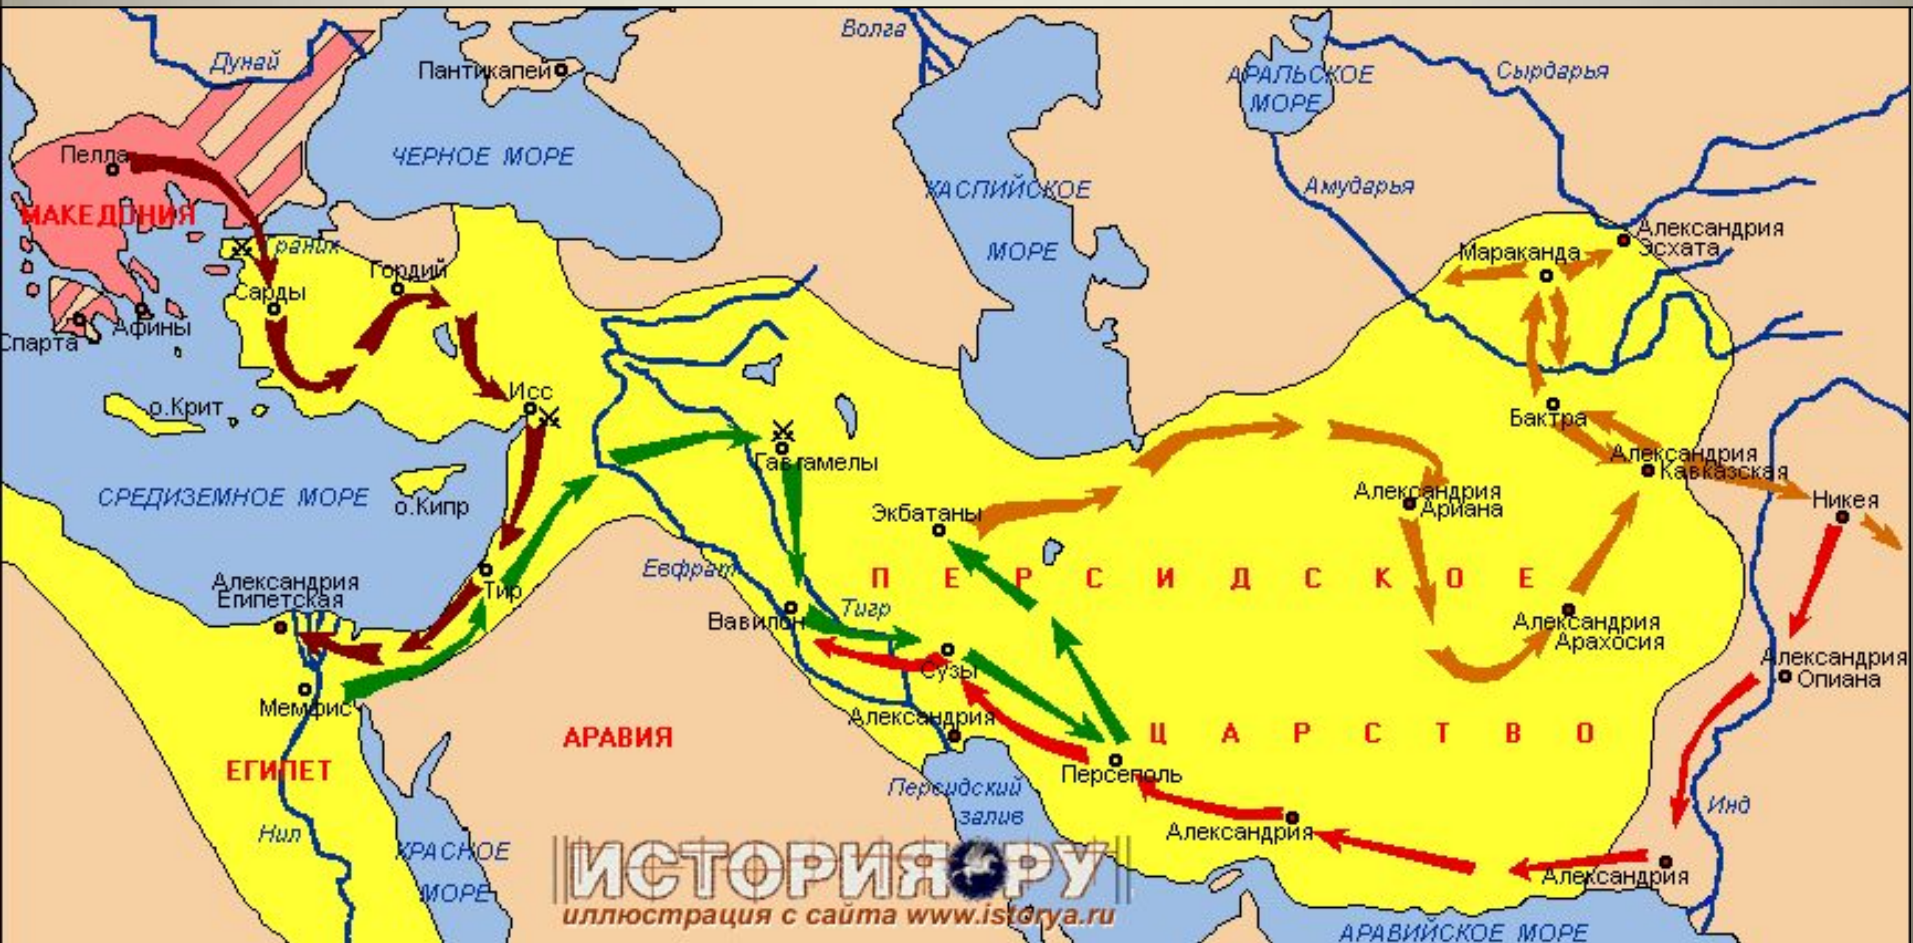 Волга
Дунай
Пантикапей
АРАЛЬСКОЕ
МОРЕ
Сырдарья
Пелла
ЧЕРНОЕ МОРЕ
КАСПИЙСКОЕ
МОРЕ
Амударья
МАКЕДОНИЯ
Граник
Гордий
Мараканда
Александрия
Эсхата
Сарды
Афины
Спарта
Исс
о.Крит
Бактра
Гавгамелы
Александрия
Кавказская
СРЕДИЗЕМНОЕ МОРЕ
о.Кипр
Экбатаны
Александрия
Ариана
Никея
Евфрат
ПЕРСИДСКОЕ
Александрия
Египетская
Тир
Вавилон
Тигр
Александрия
Арахосия
Сузы
Александрия
Опиана
Мемфис
АРАВИЯ
Александрия
ЦАРСТВО
ЕГИПЕТ
Персеполь
Персидский
залив
Александрия
Инд
Нил
КРАСНОЕ
МОРЕ
ИСТОРИЯ РУ
иллюстрация с сайта www.istorya.ru
Александрия
АРАВИЙСКОЕ МОРЕ